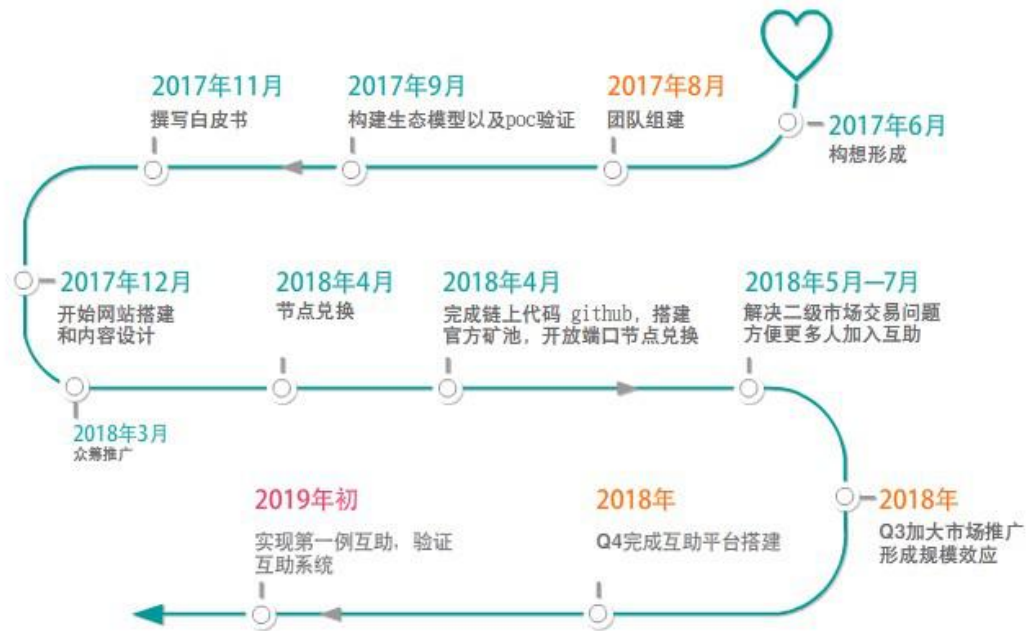 2017年6月
构想形成
2017年8月
团队组建
2017年9月
构建生态模型以及poc验证
2017年11月
撰写白皮书
2017年12月
开始网站搭建
和内容设计
2018年3月
众筹推广
2018年4月
节点兑换
2018年4月
完成链上代码 github，搭建
官方矿池，开放端口节点兑换
2018年5月—7月
解决二级市场交易问题
方便更多人加入互助
2018年
Q3加大市场推广
形成规模效应
2018年
Q4完成互助平台搭建
2019年初
实现第一例互助，验证
互助系统